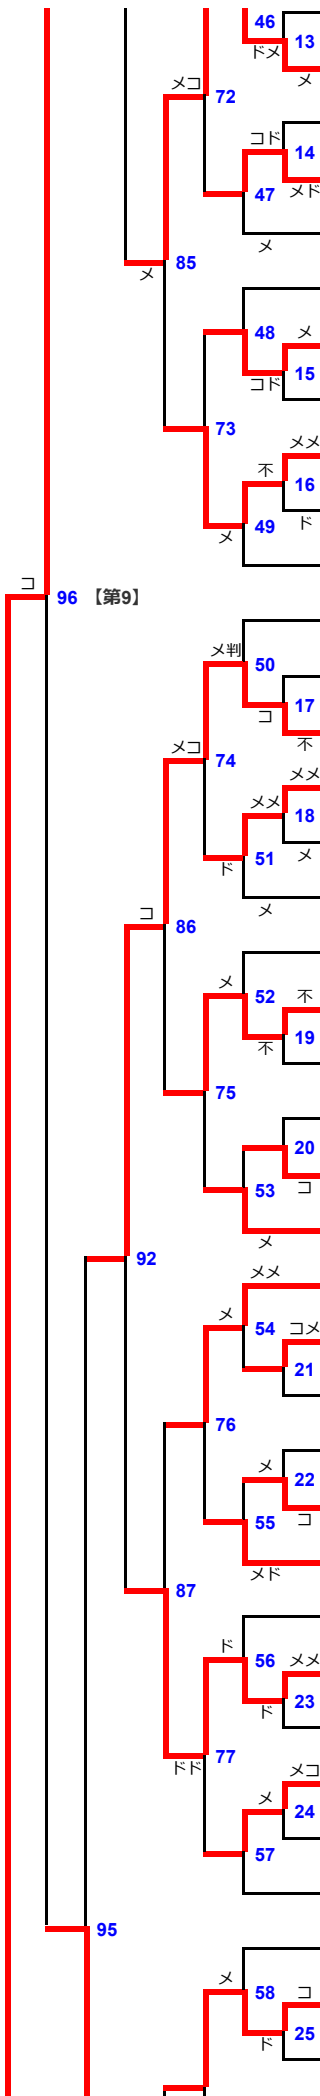 46
13
ドメ
メ
メコ
72
コド
14
47
メド
メ
85
メ
48
メ
15
コド
73
メメ
不
16
49
ド
メ
コ
96 【第9】
メ判
50
17
コ
不
メコ
74
メメ
メメ
18
51
メ
ド
メ
コ
86
メ
52
不
19
不
75
20
53
コ
メ
92
メメ
メ
54
コメ
21
76
メ
22
55
コ
メド
87
ド
56
メメ
23
ド
77
ドド
メコ
メ
24
57
95
メ
58
コ
25
ド